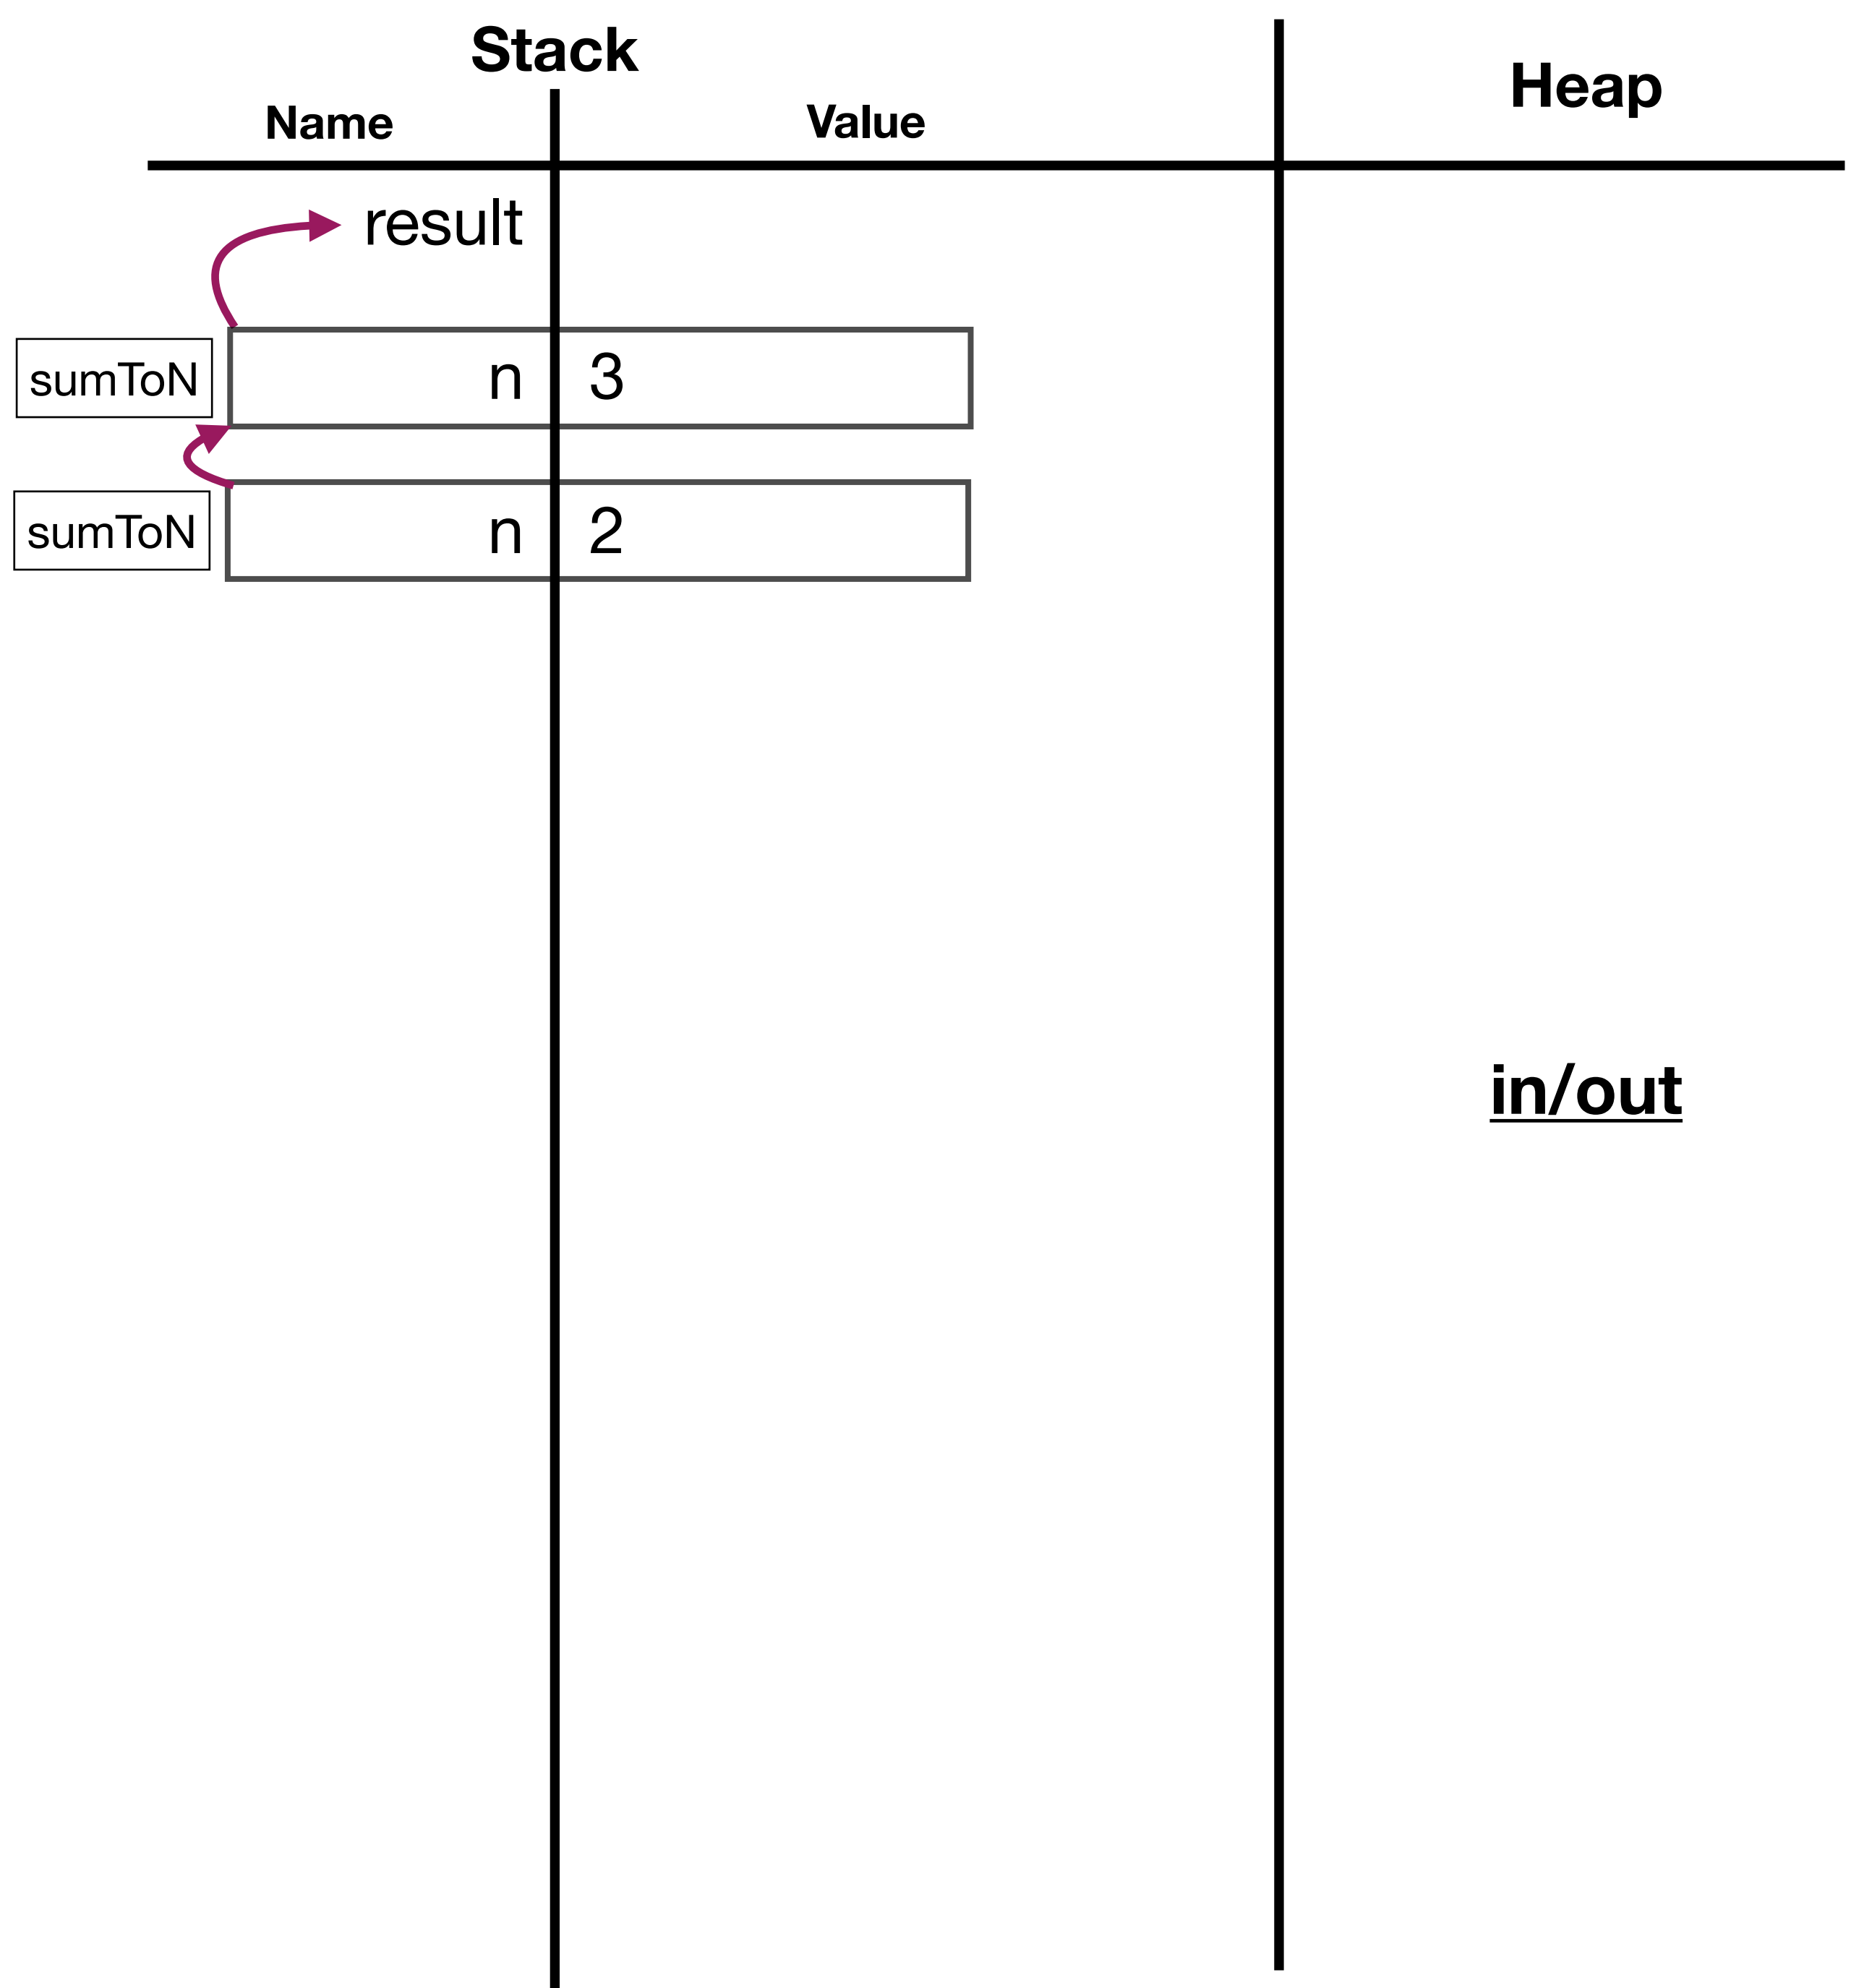 Stack
Heap
Name Value
result
sumToN n 3
sumToN n 2
in/out